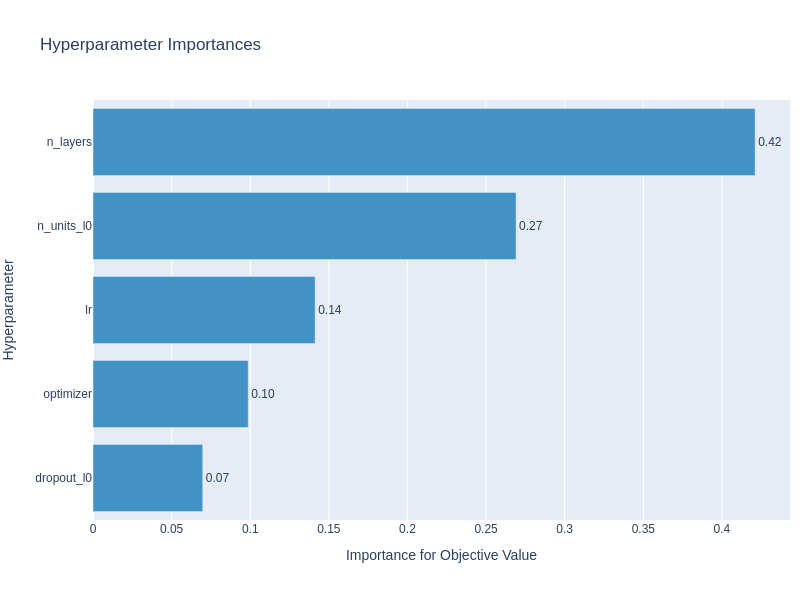 Hyperparameter Importances
Hyperparameter
n_layers
0.42
n_units_l0
0.27
lr
0.14
optimizer
0.10
dropout_l0
0.07
0
0.05
0.1
0.15
0.2
0.25
0.3
0.35
0.4
Importance for Objective Value